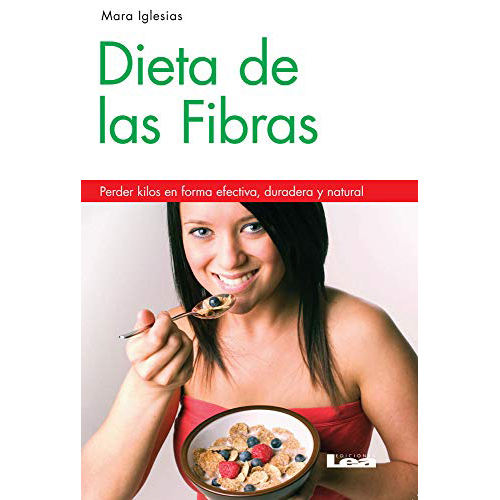 Mara Iglesias
Dieta de
las Fibras
Perder kilos en forma efectiva, duradera y natural
EDICIONES
Lea